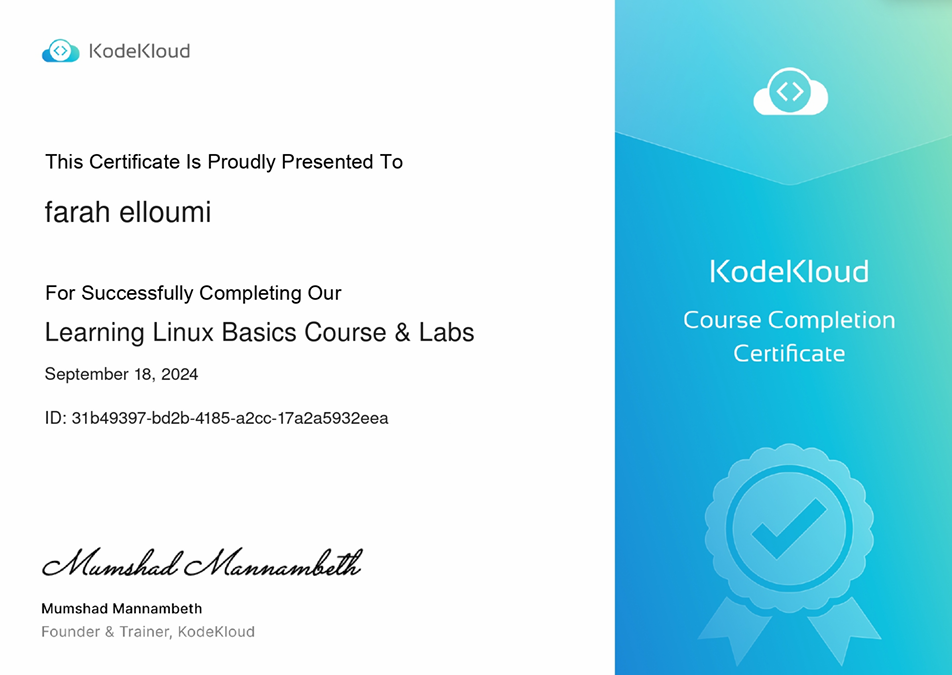 KodeKloud
This Certificate Is Proudly Presented To
farah elloumi
For Successfully Completing Our
Learning Linux Basics Course & Labs
September 18, 2024
ID: 31b49397-bd2b-4185-a2cc-17a2a5932eea
Mumshad Mannambeth
Mumshad Mannambeth
Founder & Trainer, KodeKloud
KodeKloud
Course Completion
Certificate